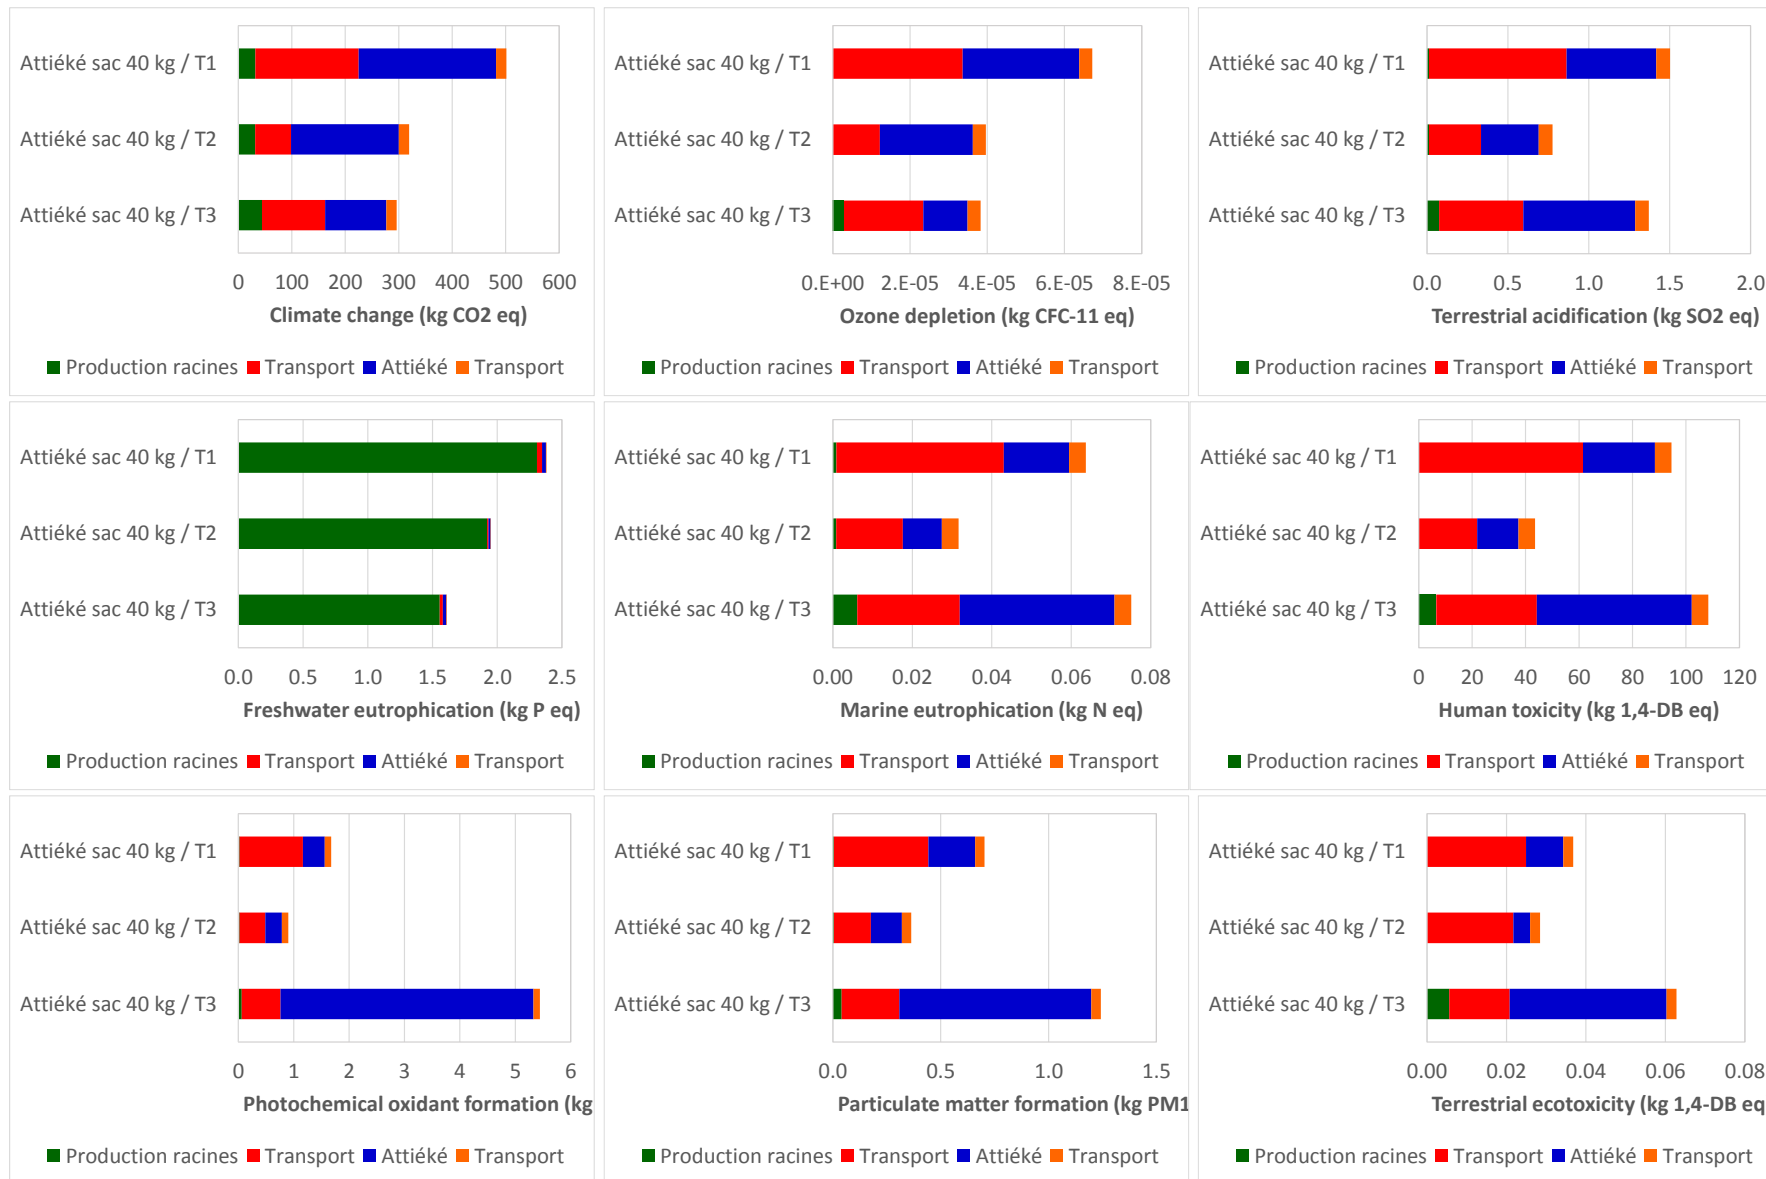 Attiéké sac 40 kg / T1
Attiéké sac 40 kg / T2
Attiéké sac 40 kg / T3
0 100 200 300 400 500 600
Climate change (kg CO2 eq)
Production racines Transport Attiéké Transport
Attiéké sac 40 kg / T1
Attiéké sac 40 kg / T2
Attiéké sac 40 kg / T3
0.E+00 2.E-05 4.E-05 6.E-05 8.E-05
Ozone depletion (kg CFC-11 eq)
Production racines Transport Attiéké Transport
Attiéké sac 40 kg / T1
Attiéké sac 40 kg / T2
Attiéké sac 40 kg / T3
0.0 0.5 1.0 1.5 2.0
Terrestrial acidification (kg SO2 eq)
Production racines Transport Attiéké Transport
Attiéké sac 40 kg / T1
Attiéké sac 40 kg / T2
Attiéké sac 40 kg / T3
0.0 0.5 1.0 1.5 2.0 2.5
Freshwater eutrophication (kg P eq)
Production racines Transport Attiéké Transport
Attiéké sac 40 kg / T1
Attiéké sac 40 kg / T2
Attiéké sac 40 kg / T3
0.00 0.02 0.04 0.06 0.08
Marine eutrophication (kg N eq)
Production racines Transport Attiéké Transport
Attiéké sac 40 kg / T1
Attiéké sac 40 kg / T2
Attiéké sac 40 kg / T3
0 20 40 60 80 100 120
Human toxicity (kg 1,4-DB eq)
Production racines Transport Attiéké Transport
Attiéké sac 40 kg / T1
Attiéké sac 40 kg / T2
Attiéké sac 40 kg / T3
0 1 2 3 4 5 6
Photochemical oxidant formation (kg
Production racines Transport Attiéké Transport
Attiéké sac 40 kg / T1
Attiéké sac 40 kg / T2
Attiéké sac 40 kg / T3
0.0 0.5 1.0 1.5
Particulate matter formation (kg PM1
Production racines Transport Attiéké Transport
Attiéké sac 40 kg / T1
Attiéké sac 40 kg / T2
Attiéké sac 40 kg / T3
0.00 0.02 0.04 0.06 0.08
Terrestrial ecotoxicity (kg 1,4-DB eq
Production racines Transport Attiéké Transport